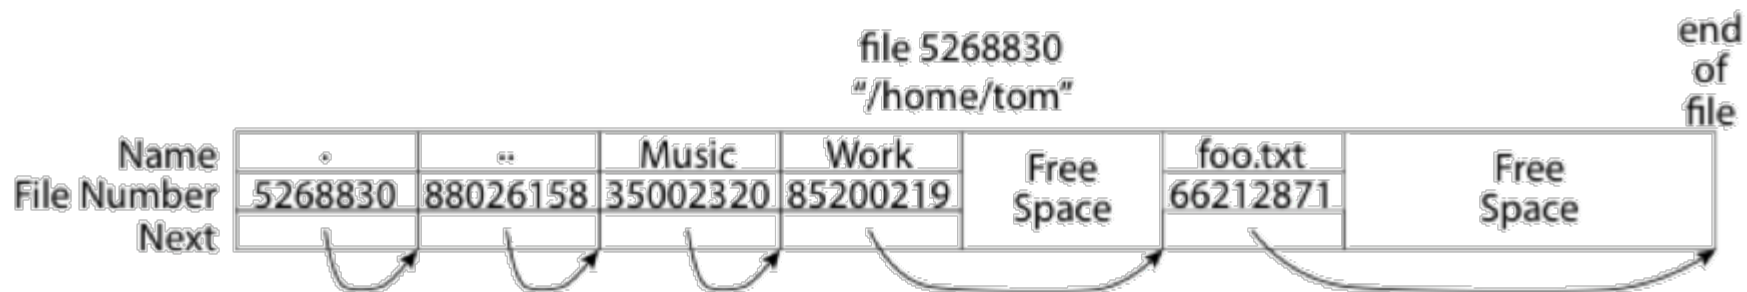 file 5268830
"/home/tom"
end
of
file
Name . .. Music Work Free Space foo.txt Free Space
File Number 5268830 88026158 35002320 85200219 66212871
Next